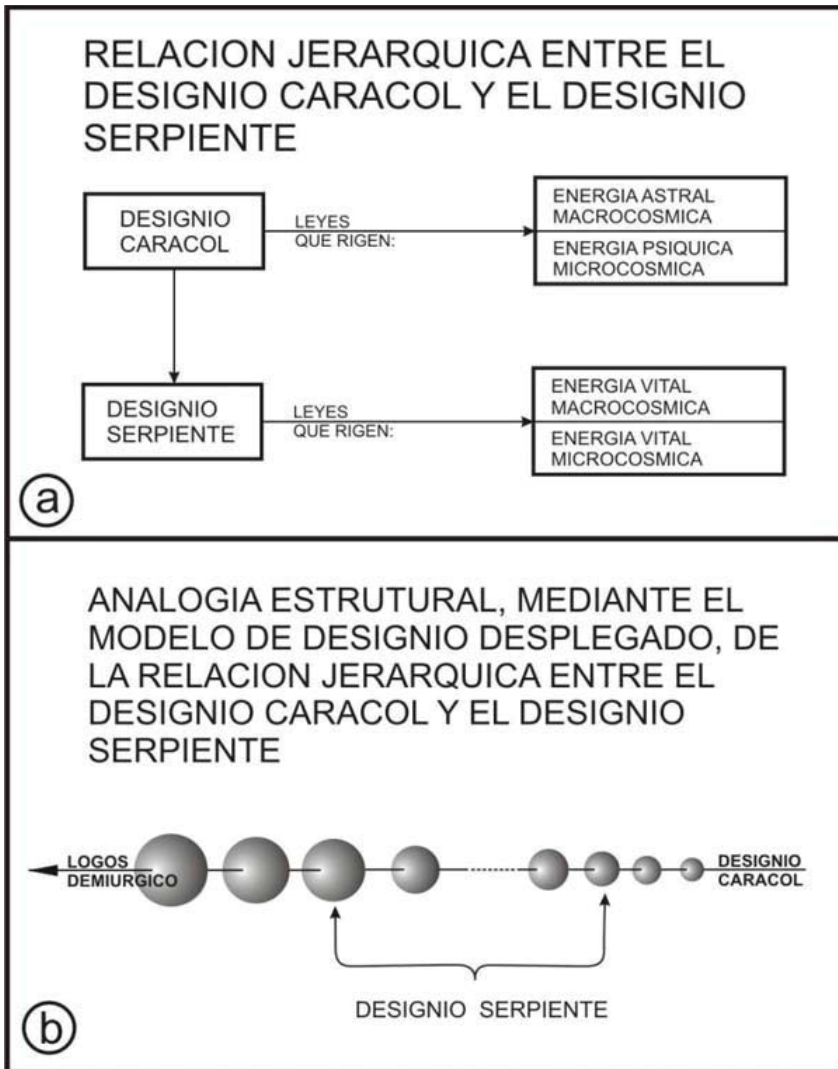 RELACION JERARQUICA ENTRE EL
DESIGNIO CARACOL Y EL DESIGNIO
SERPIENTE
DESIGNIO
CARACOL
LEYES
QUE RIGEN:
ENERGIA ASTRAL
MACROCOSMICA
ENERGIA PSIQUICA
MICROCOSMICA
DESIGNIO
SERPIENTE
LEYES
QUE RIGEN:
ENERGIA VITAL
MACROCOSMICA
ENERGIA VITAL
MICROCOSMICA
a
ANALOGIA ESTRUTURAL, MEDIANTE EL
MODELO DE DESIGNIO DESPLEGADO, DE
LA RELACION JERARQUICA ENTRE EL
DESIGNIO CARACOL Y EL DESIGNIO
SERPIENTE
LOGOS
DEMIURGICO
DESIGNIO
CARACOL
DESIGNIO SERPIENTE
b